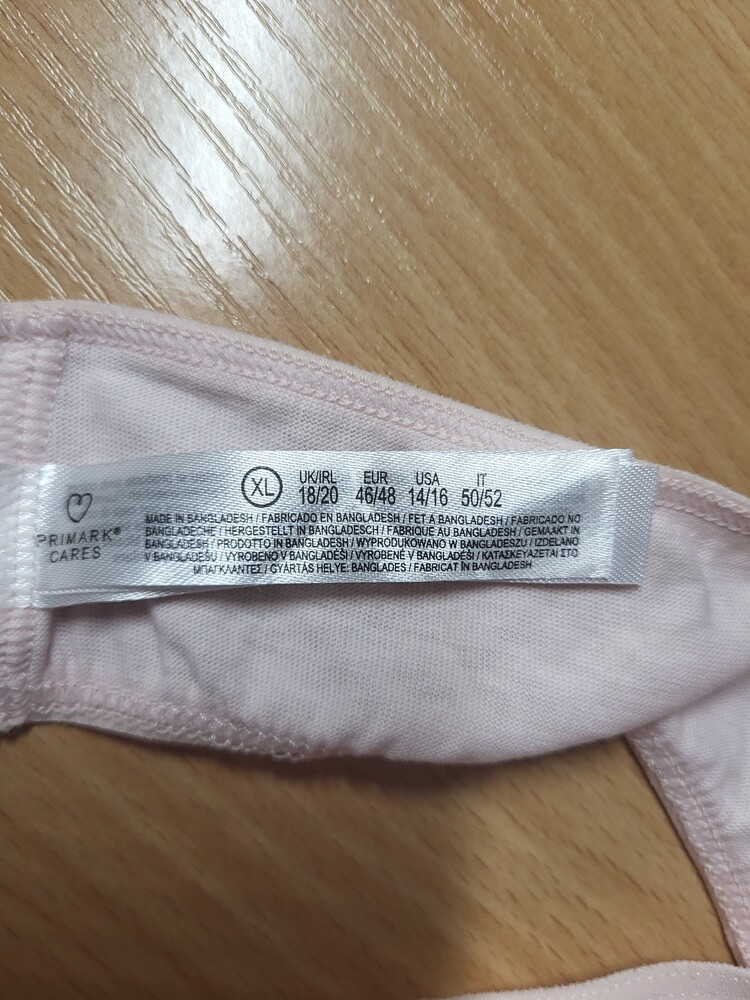 PRIMARK®
CARES
XL
UK/IRL EUR USA IT
18/20 46/48 14/16 50/52
MADE IN BANGLADESH / FABRICADO EN BANGLADESH / FET A BANGLADESH / FABRICADO NO
BANGLADECHE / HERGESTELLT IN BANGLADESCH / FABRIQUÉ AU BANGLADESH / GEMAAKT IN
BANGLADESH / PRODOTTO IN BANGLADESH / WYPRODUKOWANO W BANGLADESZU / IZDELANO
V BANGLADEŠU / VYROBENO V BANGLADÉŠI / VYROBENÉ V BANGLADÉŠI / ΚΑΤΑΣΚΕΥΑΖΕΤΑΙ ΣΤΟ
ΜΠΑΓΚΛΑΝΤΕΣ / GYÁRTÁS HELYE: BANGLADES / FABRICAT ÎN BANGLADESH